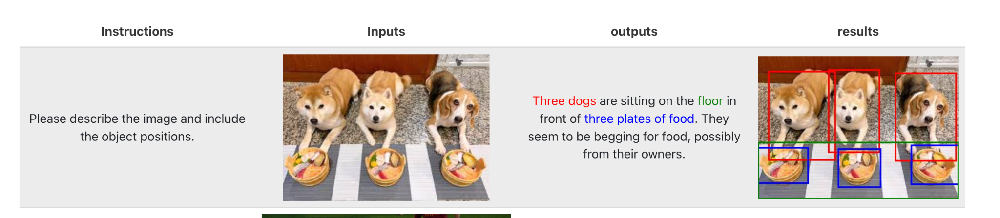 Instructions
Inputs
outputs
results
Please describe the image and include
the object positions.
Three dogs are sitting on the floor in
front of three plates of food. They
seem to be begging for food, possibly
from their owners.